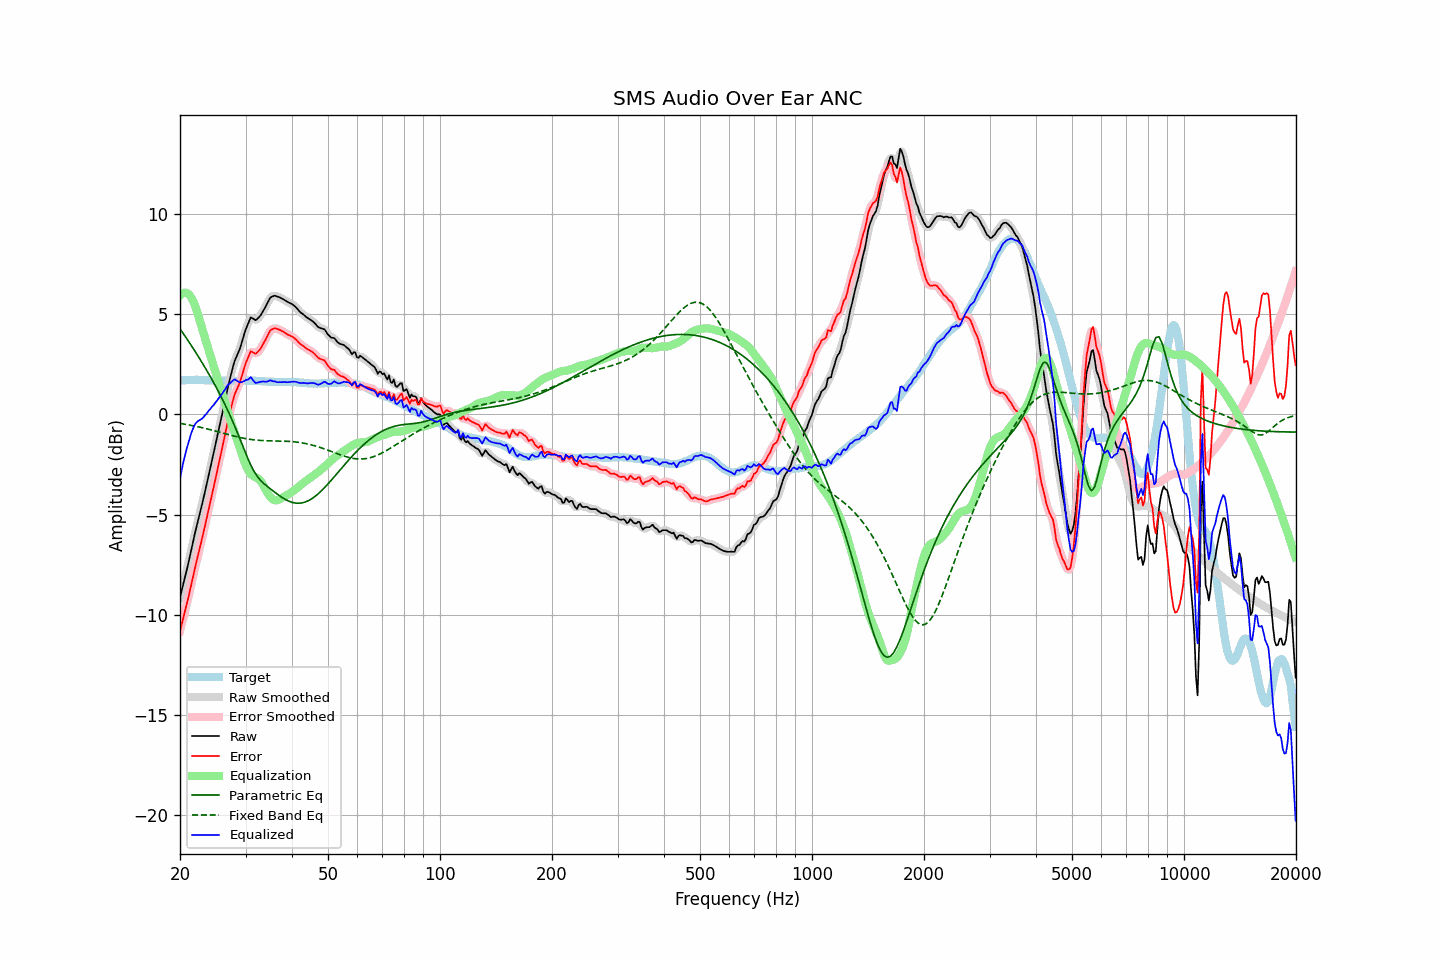 SMS Audio Over Ear ANC
Amplitude (dBr)
10
5
0
−5
−10
−15
−20
Target
Raw Smoothed
Error Smoothed
Raw
Error
Equalization
Parametric Eq
Fixed Band Eq
Equalized
20 50 100 200 500 1000 2000 5000 10000 20000
Frequency (Hz)